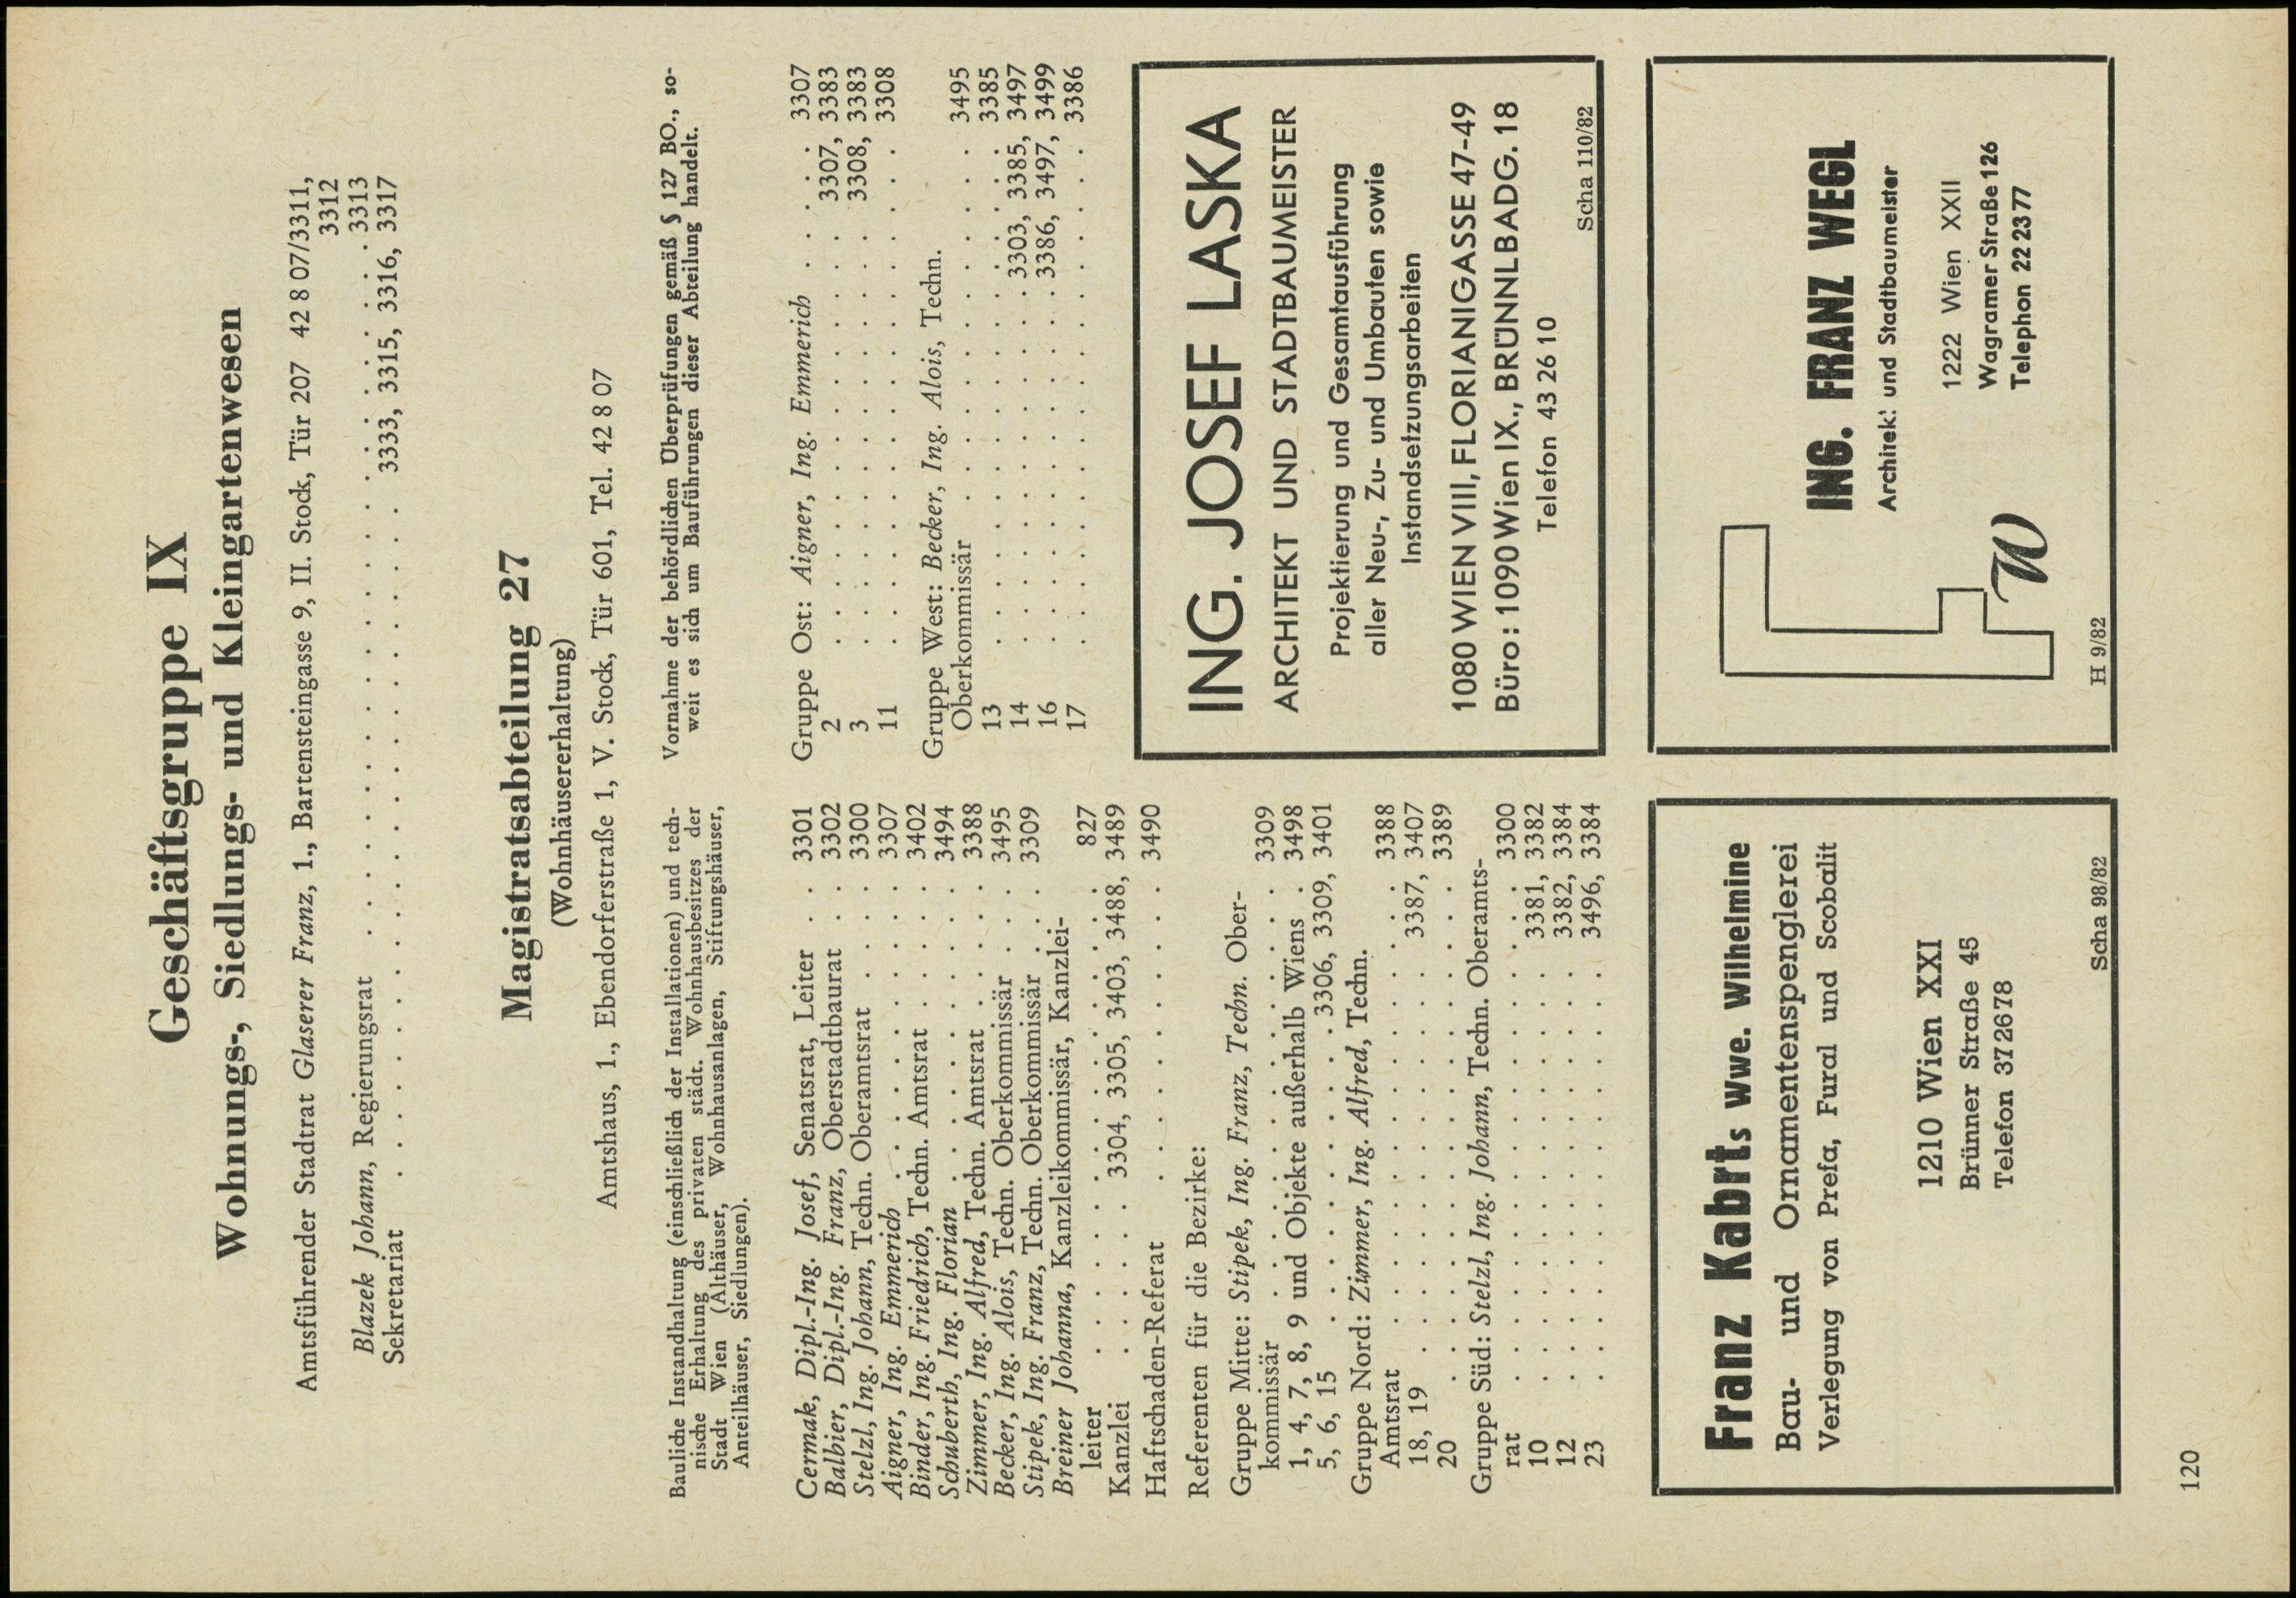 Geschäftsgruppe IX
Wohnungs-, Siedlungs- und Kleingartenwesen
Amtsführender Stadtrat Glaserer Franz, 1., Bartensteingasse 9, II. Stock, Tür 207 42 8 07/3311,
3312
Blazek Johann, Regierungsrat . . . . . . . . . . . . . . . . . . . 3313
Sekretariat . . . . . . . . . . . . . . . . . . . . . 3333, 3315, 3316, 3317
Magistratsabteilung 27
(Wohnhäusererhaltung)
Amtshaus, 1., Ebendorferstraße 1, V. Stock, Tür 601, Tel. 42 8 07
Bauliche Instandhaltung (einschließlich der Installationen) und tech-
nische Erhaltung des privaten städt. Wohnhausbesitzes der
Stadt Wien (Althäuser, Wohnhausanlagen, Stiftungshäuser,
Anteilhäuser, Siedlungen).
Cermak, Dipl.-Ing. Josef, Senatsrat, Leiter . . 3301
Balbier, Dipl.-Ing. Franz, Oberstadtbaurat . . 3302
Stelzl, Ing. Johann, Techn. Oberamtsrat . . . 3300
Aigner, Ing. Emmerich . . . . . . . . . . 3307
Binder, Ing. Friedrich, Techn. Amtsrat . . . . 3402
Schuberth, Ing. Florian . . . . . . . . . . 3494
Zimmer, Ing. Alfred, Techn. Amtsrat . . . . 3388
Becker, Ing. Alois, Techn. Oberkommissär . . 3495
Stipek, Ing. Franz, Techn. Oberkommissär . . 3309
Breiner Johanna, Kanzleikommissär, Kanzlei-
leiter . . . . . . . . . . . . . . . 827
Kanzlei . . . . . 3304, 3305, 3403, 3488, 3489
Haftschaden-Referat . . . . . . . . . . 3490
Referenten für die Bezirke:
Gruppe Mitte: Stipek, Ing. Franz, Techn. Ober-
kommissär . . . . . . . . . . . . . . 3309
1, 4, 7, 8, 9 und Objekte außerhalb Wiens . 3498
5, 6, 15 . . . . . . . . . . 3306, 3309, 3401
Gruppe Nord: Zimmer, Ing. Alfred, Techn.
Amtsrat . . . . . . . . . . . . . . 3388
18, 19 . . . . . . . . . . . . 3387, 3407
20 . . . . . . . . . . . . . . . 3389
Gruppe Süd: Stelzl, Ing. Johann, Techn. Oberamts-
rat . . . . . . . . . . . . . . . . 3300
10 . . . . . . . . . . . . . 3381, 3382
12 . . . . . . . . . . . . . 3382, 3384
23 . . . . . . . . . . . . . 3496, 3384
Vornahme der behördlichen Überprüfungen gemäß § 127 BO., so-
weit es sich um Bauführungen dieser Abteilung handelt.
Gruppe Ost: Aigner, Ing. Emmerich . . . . . 3307
2 . . . . . . . . . . . . . 3307, 3383
3 . . . . . . . . . . . . . 3308, 3383
11 . . . . . . . . . . . . . . . 3308
Gruppe West: Becker, Ing. Alois, Techn.
Oberkommissär . . . . . . . . . . . . 3495
13 . . . . . . . . . . . . . . . 3385
14 . . . . . . . . . . 3303, 3385, 3497
16 . . . . . . . . . . 3386, 3497, 3499
17 . . . . . . . . . . . . . . . 3386
ING. JOSEF LASKA
ARCHITEKT UND STADTBAUMEISTER
Projektierung und Gesamtausführung
aller Neu-, Zu- und Umbauten sowie
Instandsetzungsarbeiten
1080 WIEN VIII, FLORIANIGASSE 47-49
Büro: 1090 Wien IX., BRÜNNLBADG. 18
Telefon 43 26 10
Scha 110/82
Franz Kabrts Wwe. Wilhelmine
Bau- und Ornamentenspenglerei
Verlegung von Prefa, Fural und Scobalit
1210 Wien XXI
Brünner Straße 45
Telefon 37 26 78
Scha 98/82
ING. FRANZ WEGL
Architekt und Stadtbaumeister
1222 Wien XXII
Wagramer Straße 126
Telephon 22 23 77
W
H 9/82
120